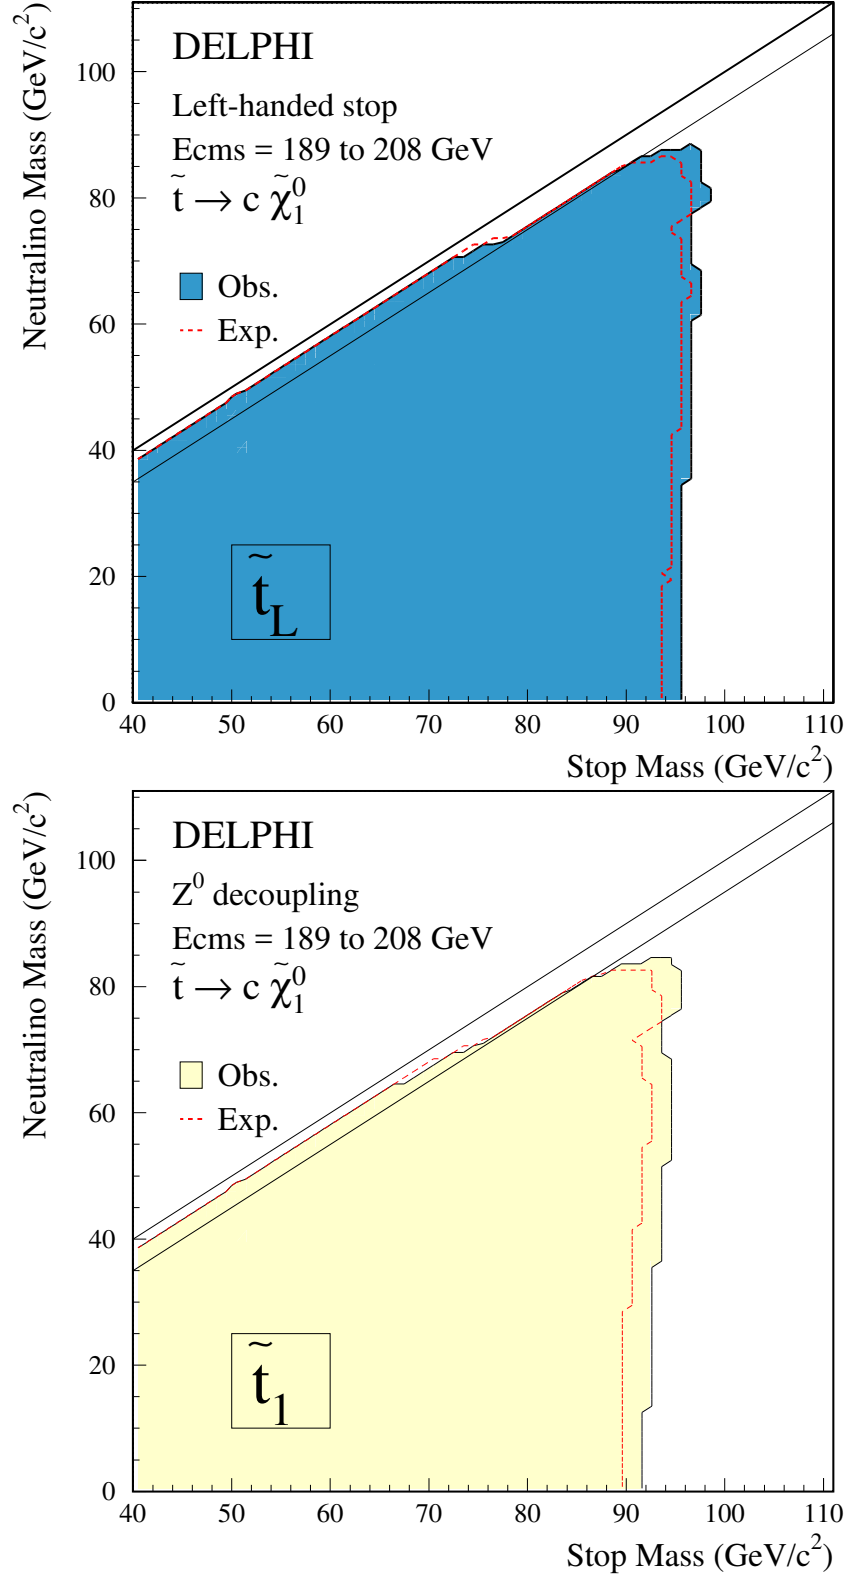 Neutralino Mass (GeV/c²)
100
80
60
40
20
0
DELPHI
Left-handed stop
Ecms = 189 to 208 GeV
t̃ → c χ̃₁⁰
Obs.
Exp.
t̃_L
40 50 60 70 80 90 100 110
Stop Mass (GeV/c²)
Neutralino Mass (GeV/c²)
100
80
60
40
20
0
DELPHI
Z⁰ decoupling
Ecms = 189 to 208 GeV
t̃ → c χ̃₁⁰
Obs.
Exp.
t̃₁
40 50 60 70 80 90 100 110
Stop Mass (GeV/c²)